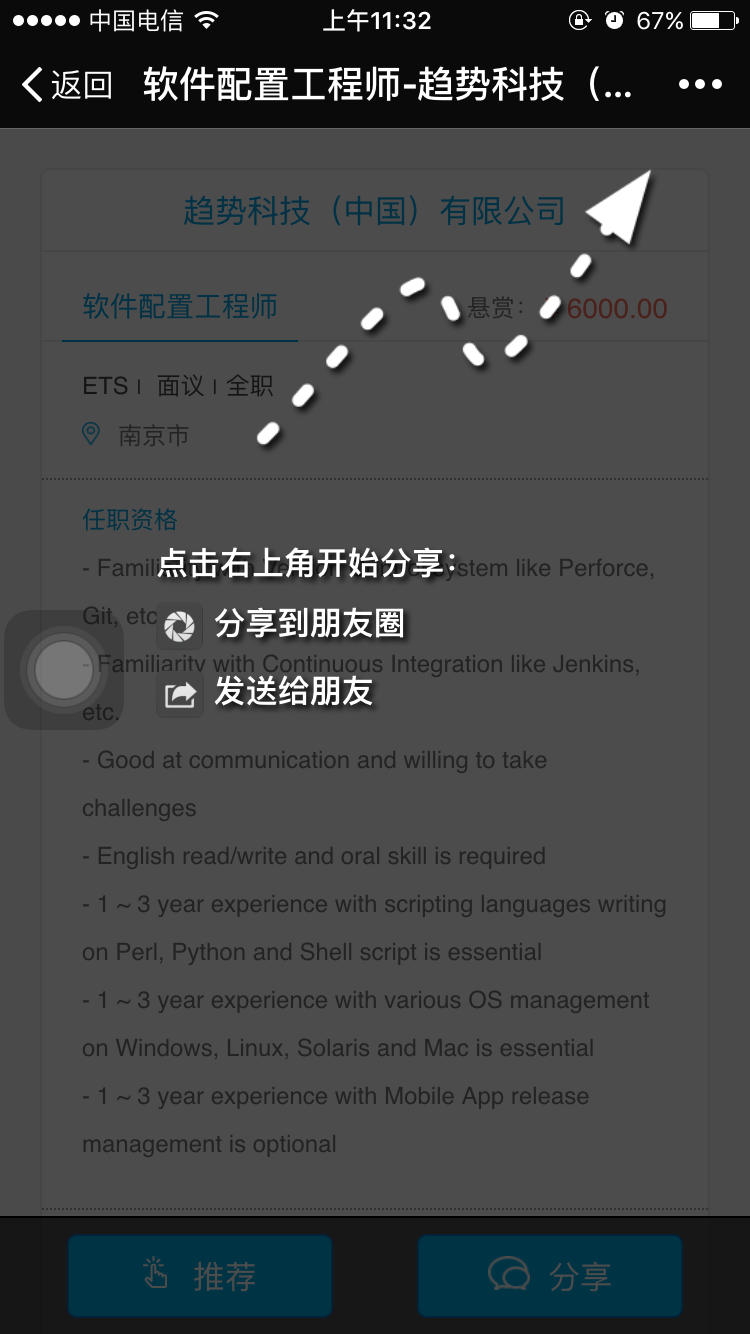 中国电信 上午11:32 67%
返回 软件配置工程师-趋势科技（...
趋势科技（中国）有限公司
软件配置工程师 悬赏： 6000.00
ETS | 面议 | 全职
南京市
任职资格
点击右上角开始分享：
- Famili ystem like Perforce,
分享到朋友圈
Git, etc
- Familiarity with Continuous Integration like Jenkins,
发送给朋友
etc.
- Good at communication and willing to take
challenges
- English read/write and oral skill is required
- 1 ~ 3 year experience with scripting languages writing
on Perl, Python and Shell script is essential
- 1 ~ 3 year experience with various OS management
on Windows, Linux, Solaris and Mac is essential
- 1 ~ 3 year experience with Mobile App release
management is optional
推荐 分享